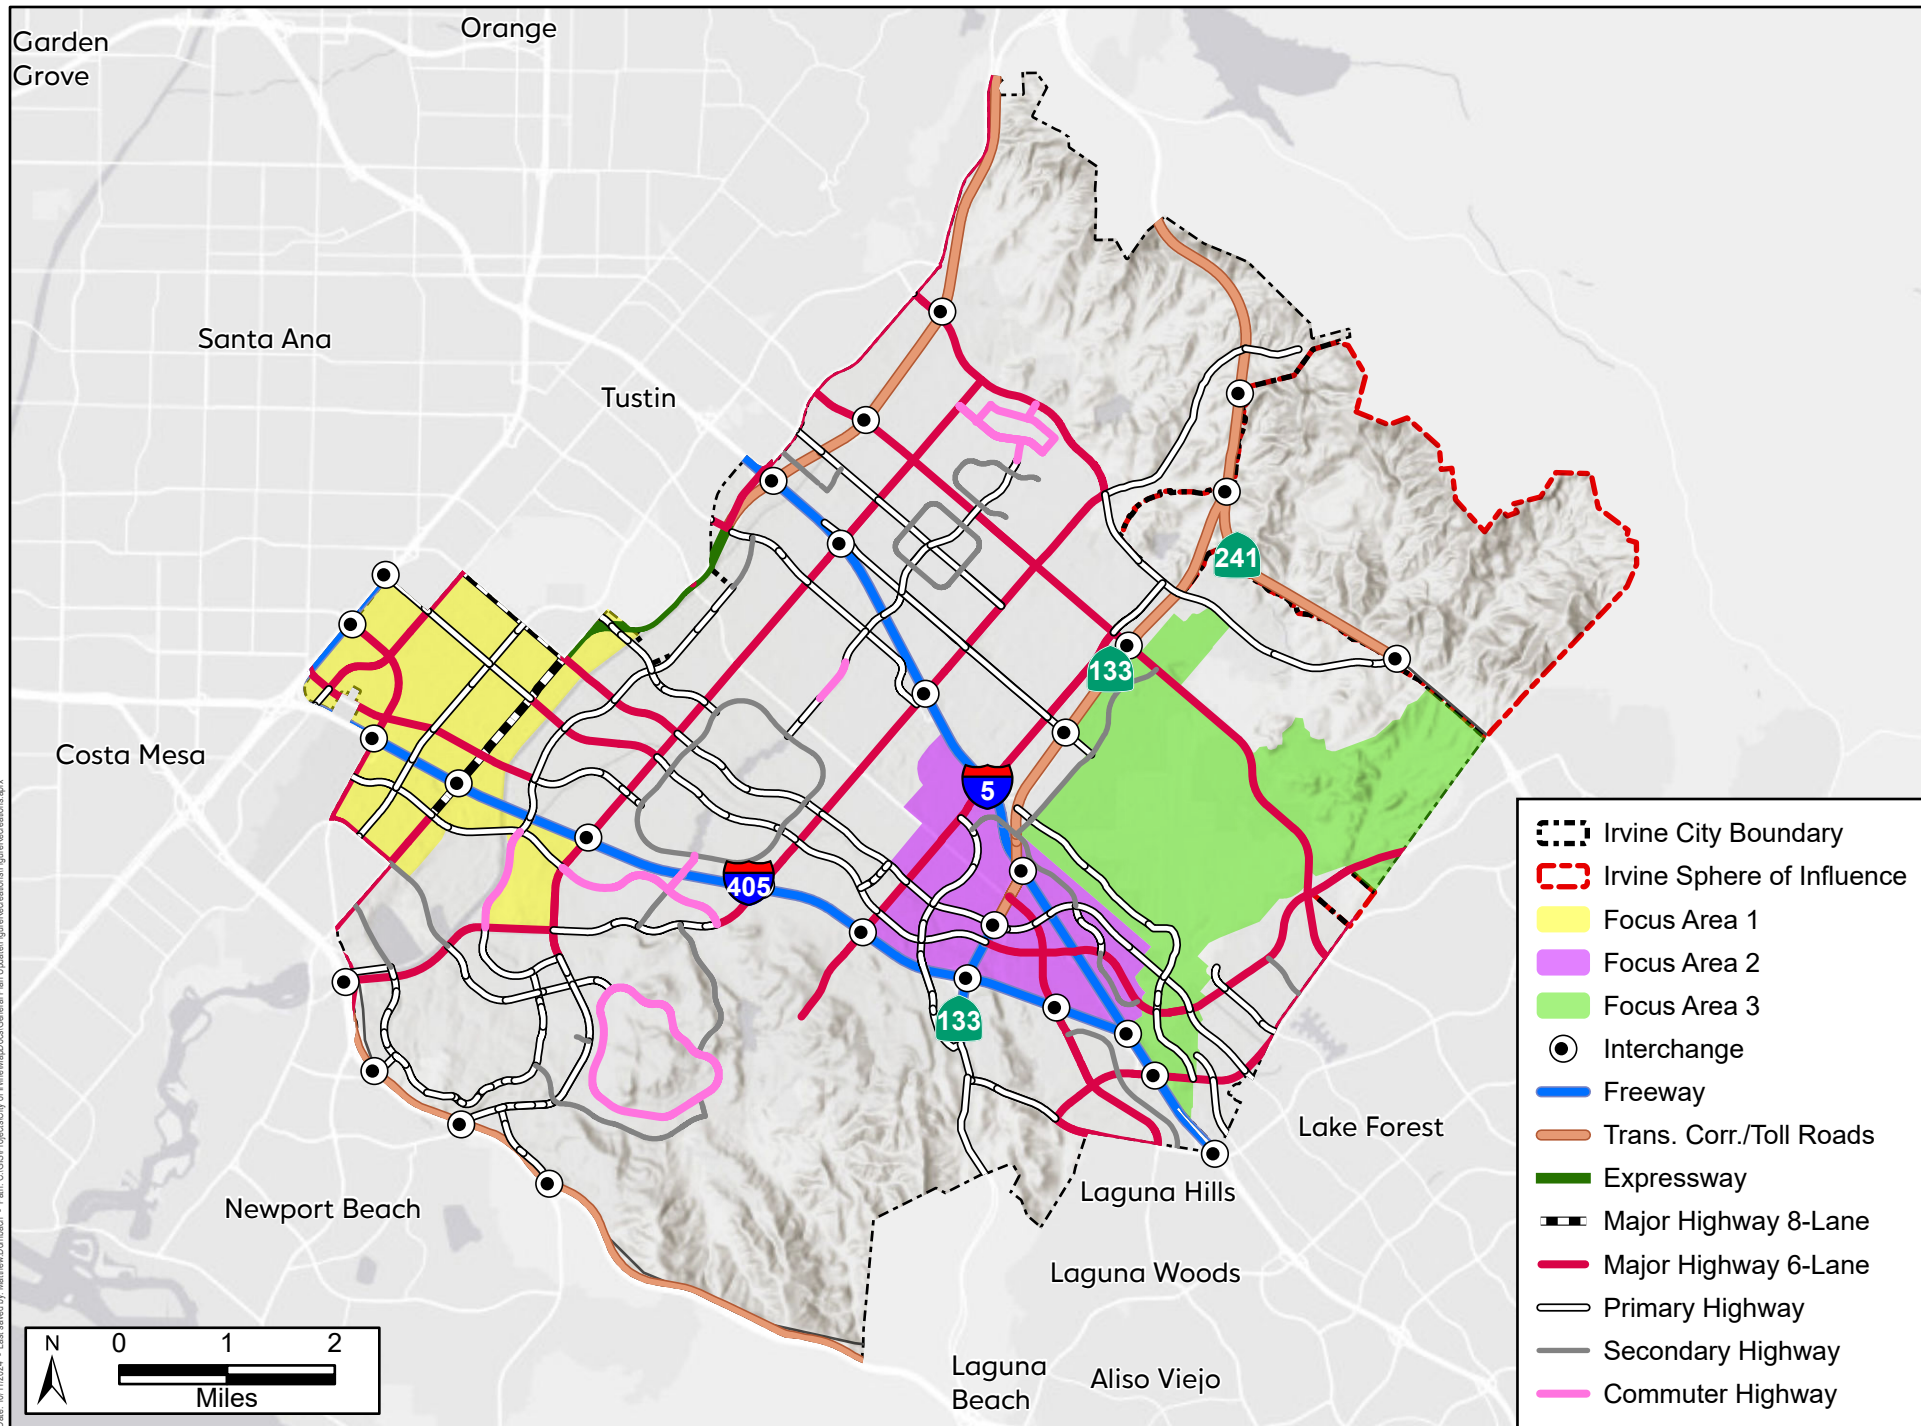 Garden
Grove
Orange
Santa Ana
Tustin
241
133
Costa Mesa
5
405
133
Newport Beach
Lake Forest
Laguna Hills
Laguna Woods
Laguna
Beach
Aliso Viejo
Irvine City Boundary
Irvine Sphere of Influence
Focus Area 1
Focus Area 2
Focus Area 3
Interchange
Freeway
Trans. Corr./Toll Roads
Expressway
Major Highway 8-Lane
Major Highway 6-Lane
Primary Highway
Secondary Highway
Commuter Highway
N
0 1 2
Miles